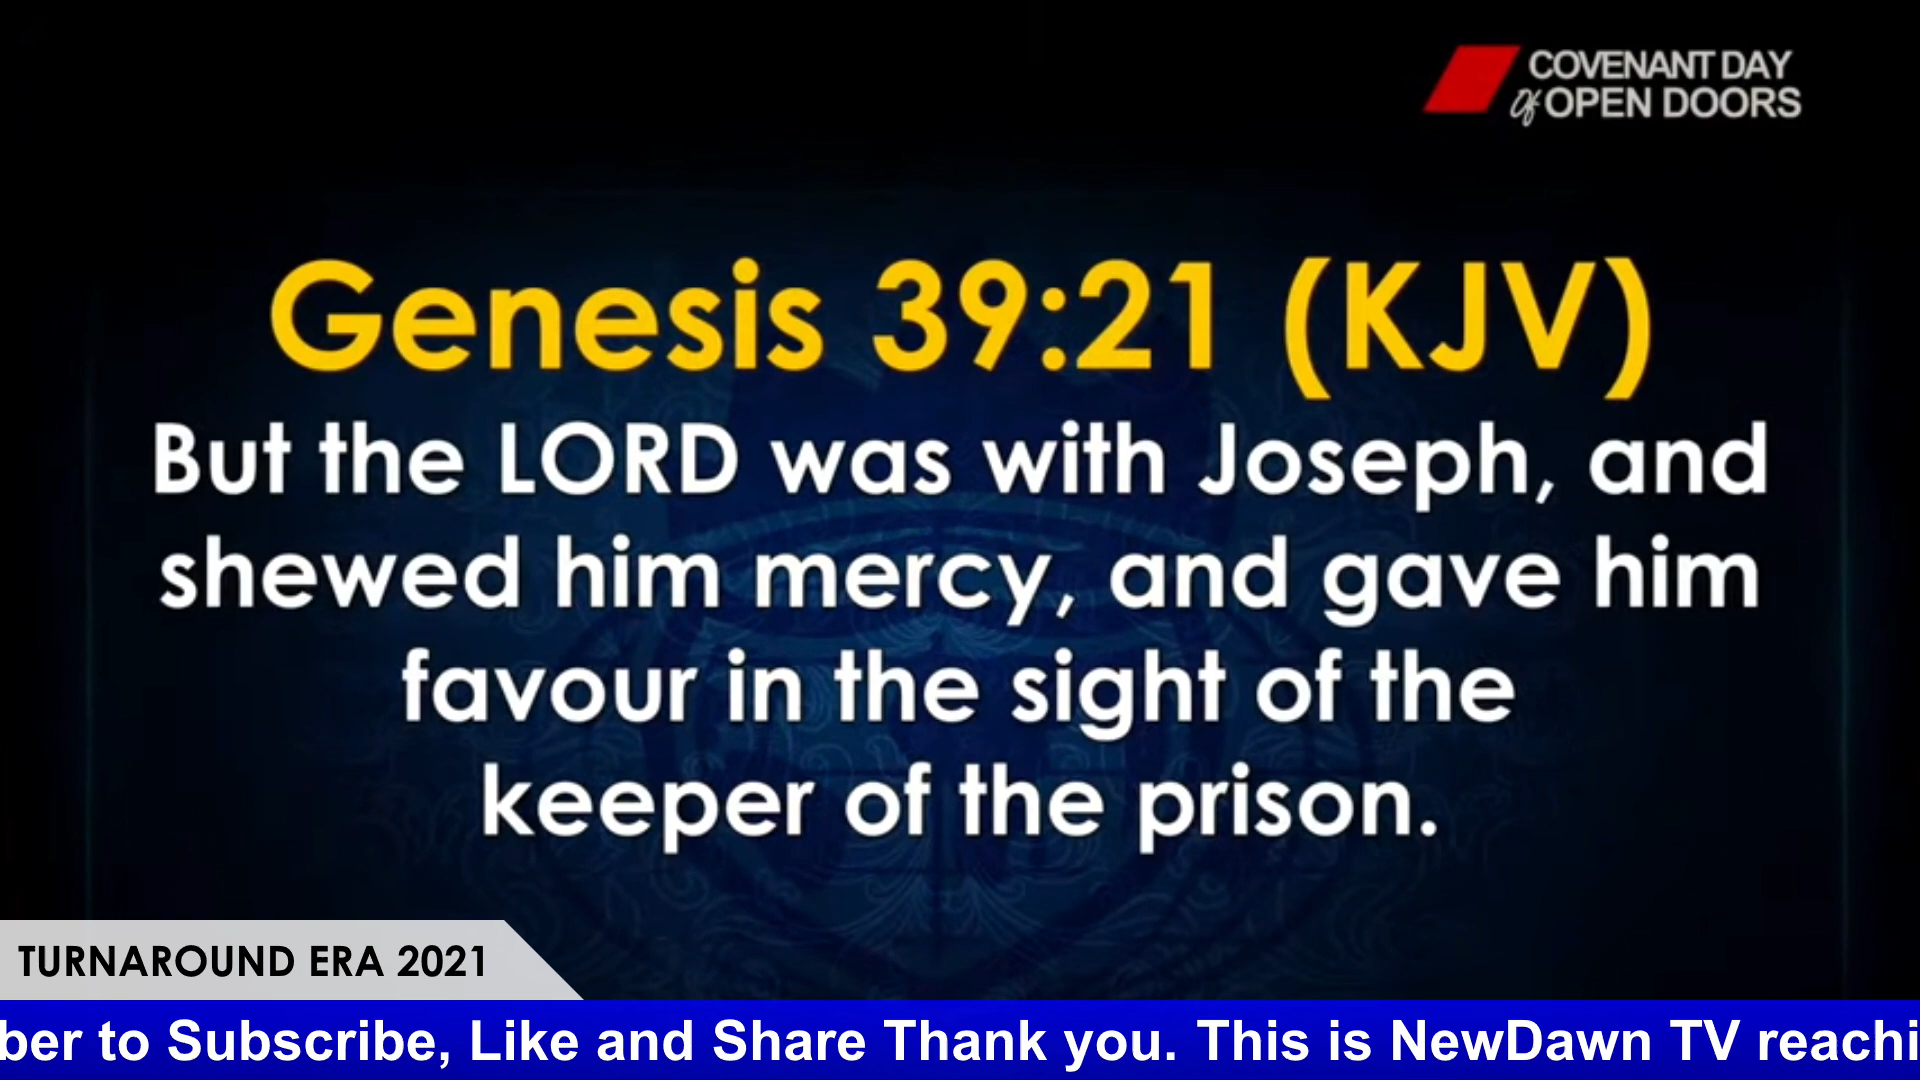 COVENANT DAY
Of OPEN DOORS
Genesis 39:21 (KJV)
But the LORD was with Joseph, and
shewed him mercy, and gave him
favour in the sight of the
keeper of the prison.
TURNAROUND ERA 2021
ber to Subscribe, Like and Share Thank you. This is NewDawn TV reachi